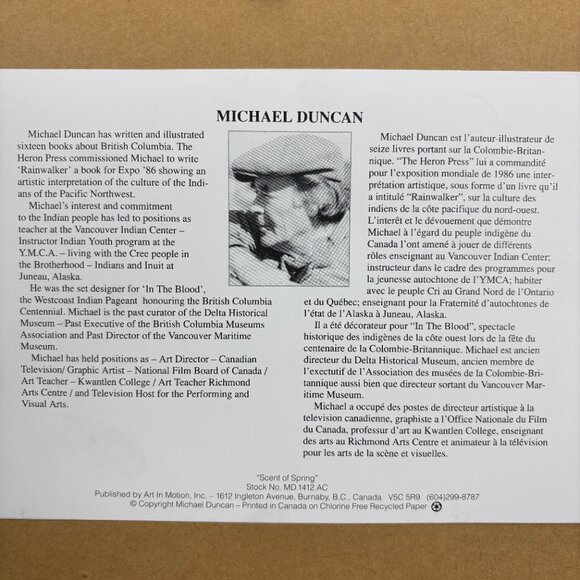 MICHAEL DUNCAN
Michael Duncan has written and illustrated
sixteen books about British Columbia. The
Heron Press commissioned Michael to write
'Rainwalker' a book for Expo '86 showing an
artistic interpretation of the culture of the Indi-
ans of the Pacific Northwest.
Michael's interest and commitment
to the Indian people has led to positions as
teacher at the Vancouver Indian Center –
Instructor Indian Youth program at the
Y.M.C.A. – living with the Cree people in
the Brotherhood – Indians and Inuit at
Juneau, Alaska.
He was the set designer for 'In The Blood',
the Westcoast Indian Pageant honouring the British Columbia
Centennial. Michael is the past curator of the Delta Historical
Museum – Past Executive of the British Columbia Museums
Association and Past Director of the Vancouver Maritime
Museum.
Michael has held positions as – Art Director – Canadian
Television/ Graphic Artist – National Film Board of Canada /
Art Teacher – Kwantlen College / Art Teacher Richmond
Arts Centre / and Television Host for the Performing and
Visual Arts.
Michael Duncan est l'auteur-illustrateur de
seize livres portant sur la Colombie-Britan-
nique. "The Heron Press" lui a commandité
pour l'exposition mondiale de 1986 une inter-
prétation artistique, sous forme d'un livre qu'il
a intitulé "Rainwalker", sur la culture des
indiens de la côte pacifique du nord-ouest.
L'interêt et le dévouement que démontre
Michael à l'égard du peuple indigène du
Canada l'ont amené à jouer de différents
rôles enseignant au Vancouver Indian Center;
instructeur dans le cadre des programmes pour
la jeunesse autochtone de l'YMCA; habiter
avec le peuple Cri au Grand Nord de l'Ontario
et du Québec; enseignant pour la Fraternité d'autochtones de
l'état de l'Alaska à Juneau, Alaska.
Il a été décorateur pour "In The Blood", spectacle
historique des indigènes de la côte ouest lors de la fête du
centenaire de la Colombie-Britannique. Michael est ancien
directeur du Delta Historical Museum, ancien membre de
l'exectutif de l'Association des musées de la Colombie-Bri-
tannique aussi bien que directeur sortant du Vancouver Mar-
itime Museum.
Michael a occupé des postes de directeur artistique à la
television canadienne, graphiste a l'Office Nationale du Film
du Canada, professur d'art au Kwantlen College, enseignant
des arts au Richmond Arts Centre et animateur à la télévision
pour les arts de la scène et visuelles.
"Scent of Spring"
Stock No. MD.1412.AC
Published by Art In Motion, Inc. – 1612 Ingleton Avenue, Burnaby, B.C., Canada V5C 5R9 (604)299-8787
© Copyright Michael Duncan – Printed in Canada on Chlorine Free Recycled Paper